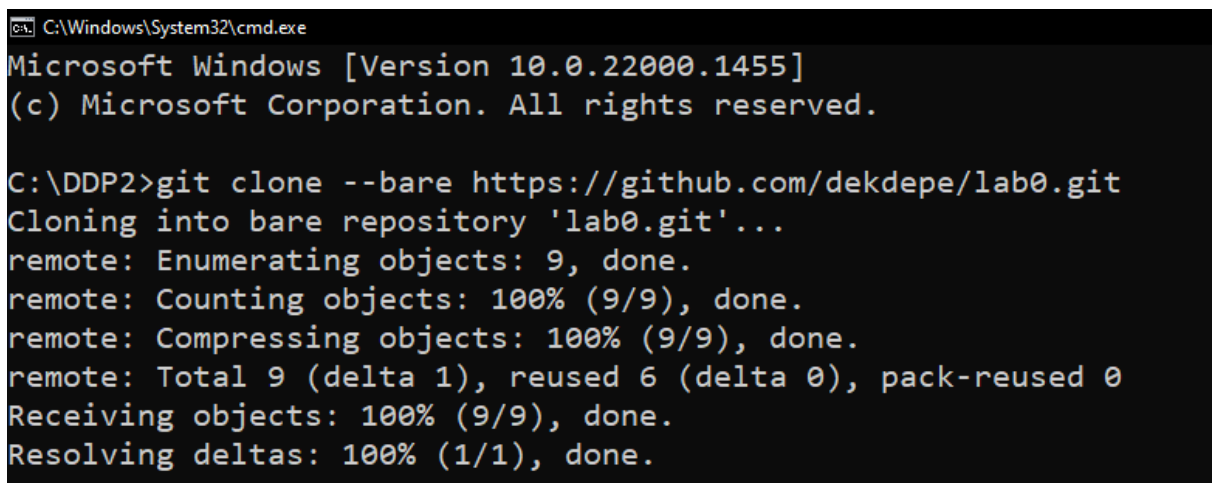 C:\Windows\System32\cmd.exe
Microsoft Windows [Version 10.0.22000.1455]
(c) Microsoft Corporation. All rights reserved.
C:\DDP2>git clone --bare https://github.com/dekdepe/lab0.git
Cloning into bare repository 'lab0.git'...
remote: Enumerating objects: 9, done.
remote: Counting objects: 100% (9/9), done.
remote: Compressing objects: 100% (9/9), done.
remote: Total 9 (delta 1), reused 6 (delta 0), pack-reused 0
Receiving objects: 100% (9/9), done.
Resolving deltas: 100% (1/1), done.